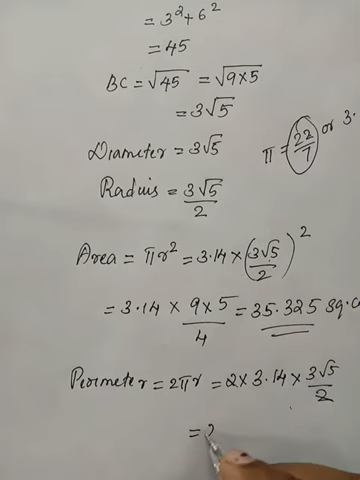 = 3² + 6²
= 45
BC = √45 = √9×5
= 3√5
Diameter = 3√5
π = 22/7 or 3.
Raduis = 3√5/2
Area = πr² = 3.14 × (3√5/2)²
= 3.14 × 9×5/4 = 35.325 sq.c
Perimeter = 2πr = 2 × 3.14 × 3√5/2
=